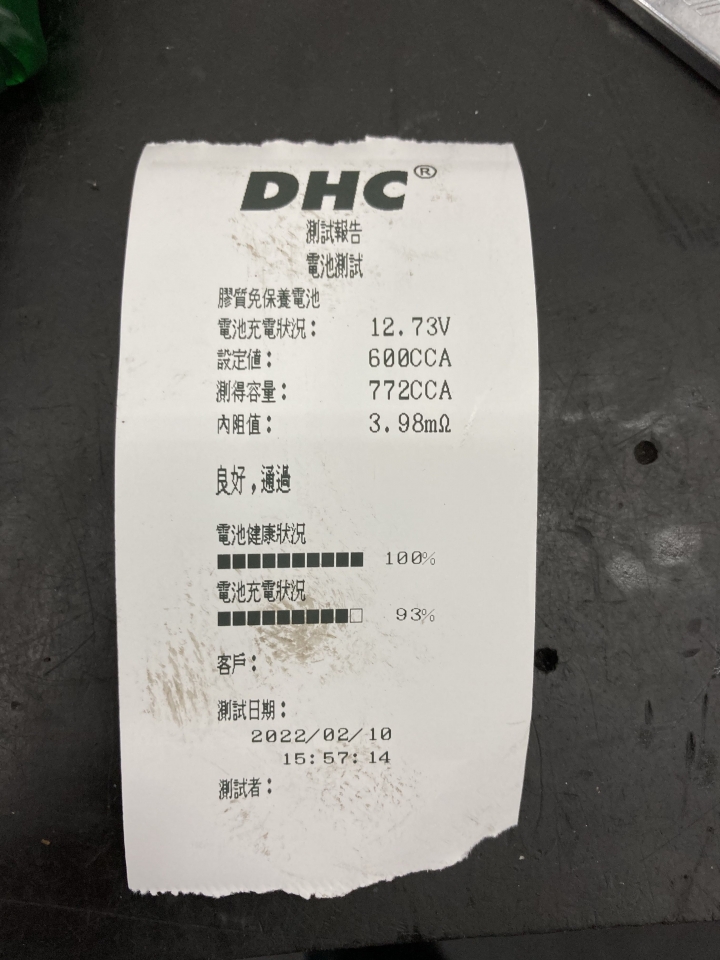 DHC®
測試報告
電池測試
膠質免保養電池
電池充電狀況: 12.73V
設定值: 600CCA
測得容量: 772CCA
內阻值: 3.98mΩ
良好,通過
電池健康狀況
100%
電池充電狀況
93%
客戶:
測試日期:
2022/02/10
15:57:14
測試者: